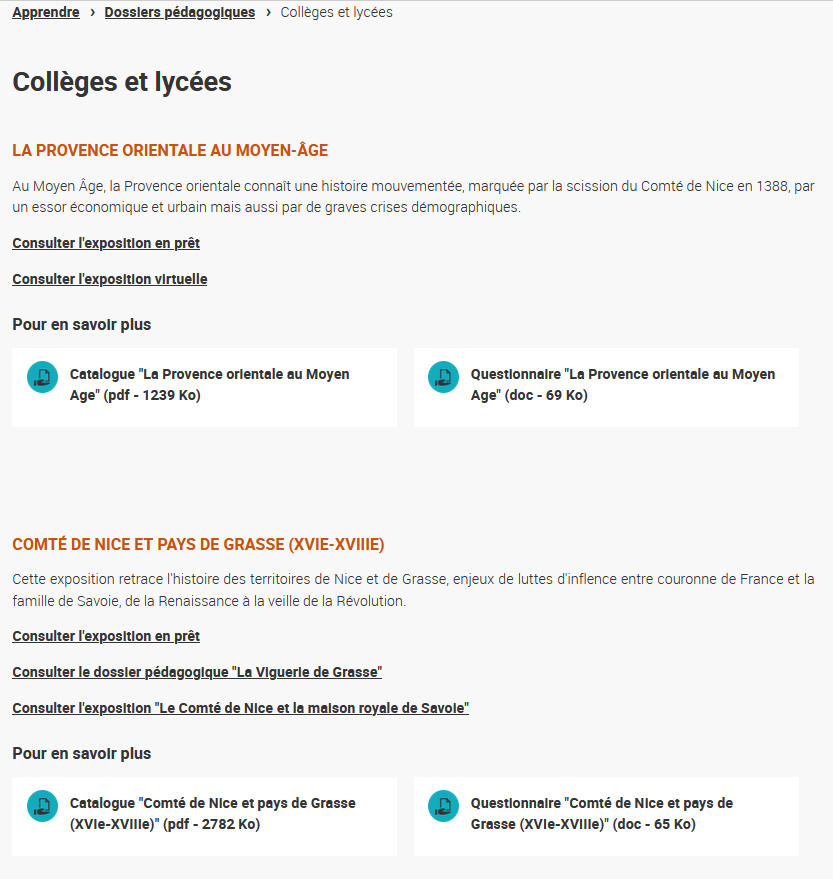 Apprendre › Dossiers pédagogiques › Collèges et lycées
Collèges et lycées
LA PROVENCE ORIENTALE AU MOYEN-ÂGE
Au Moyen Âge, la Provence orientale connaît une histoire mouvementée, marquée par la scission du Comté de Nice en 1388, par
un essor économique et urbain mais aussi par de graves crises démographiques.
Consulter l'exposition en prêt
Consulter l'exposition virtuelle
Pour en savoir plus
Catalogue "La Provence orientale au Moyen
Age" (pdf - 1239 Ko)
Questionnaire "La Provence orientale au Moyen
Age" (doc - 69 Ko)
COMTÉ DE NICE ET PAYS DE GRASSE (XVIE-XVIIIE)
Cette exposition retrace l'histoire des territoires de Nice et de Grasse, enjeux de luttes d'inflence entre couronne de France et la
famille de Savoie, de la Renaissance à la veille de la Révolution.
Consulter l'exposition en prêt
Consulter le dossier pédagogique "La Viguerie de Grasse"
Consulter l'exposition "Le Comté de Nice et la maison royale de Savoie"
Pour en savoir plus
Catalogue "Comté de Nice et pays de Grasse
(XVIe-XVIIIe)" (pdf - 2782 Ko)
Questionnaire "Comté de Nice et pays de
Grasse (XVIe-XVIIIe)" (doc - 65 Ko)